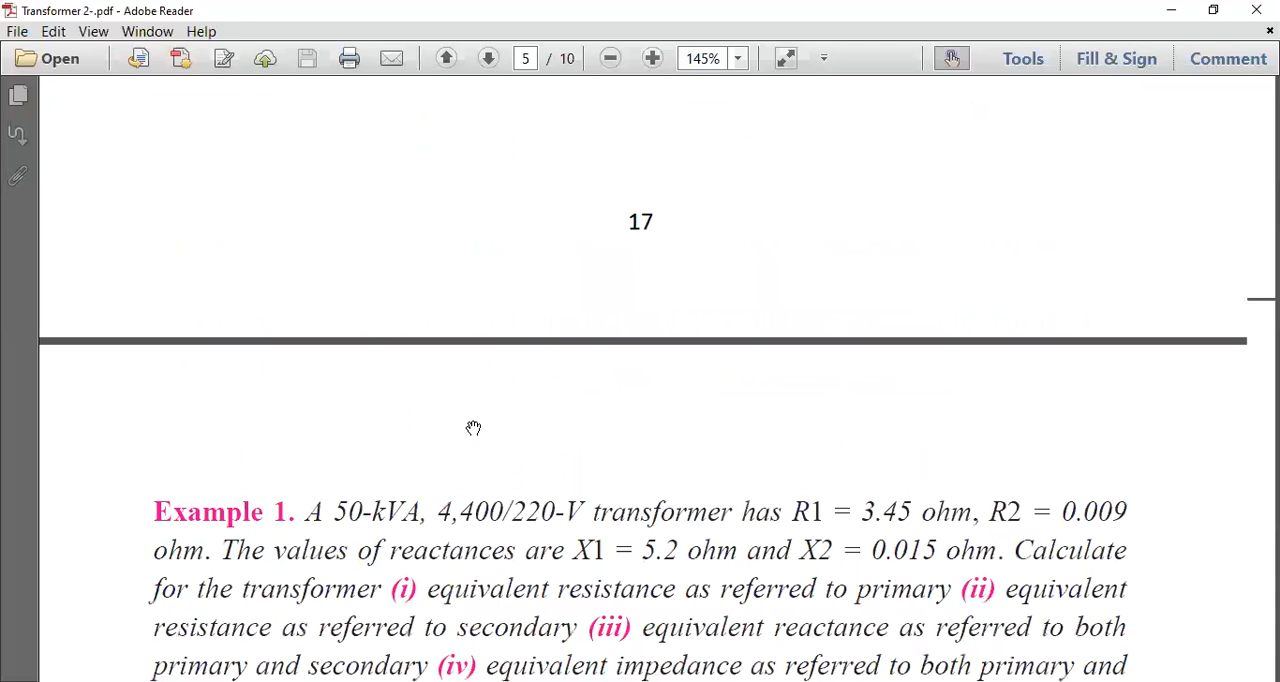 Transformer 2-.pdf - Adobe Reader
File Edit View Window Help
Open 5 / 10 145% Tools Fill & Sign Comment
17
Example 1. A 50-kVA, 4,400/220-V transformer has R1 = 3.45 ohm, R2 = 0.009
ohm. The values of reactances are X1 = 5.2 ohm and X2 = 0.015 ohm. Calculate
for the transformer (i) equivalent resistance as referred to primary (ii) equivalent
resistance as referred to secondary (iii) equivalent reactance as referred to both
primary and secondary (iv) equivalent impedance as referred to both primary and